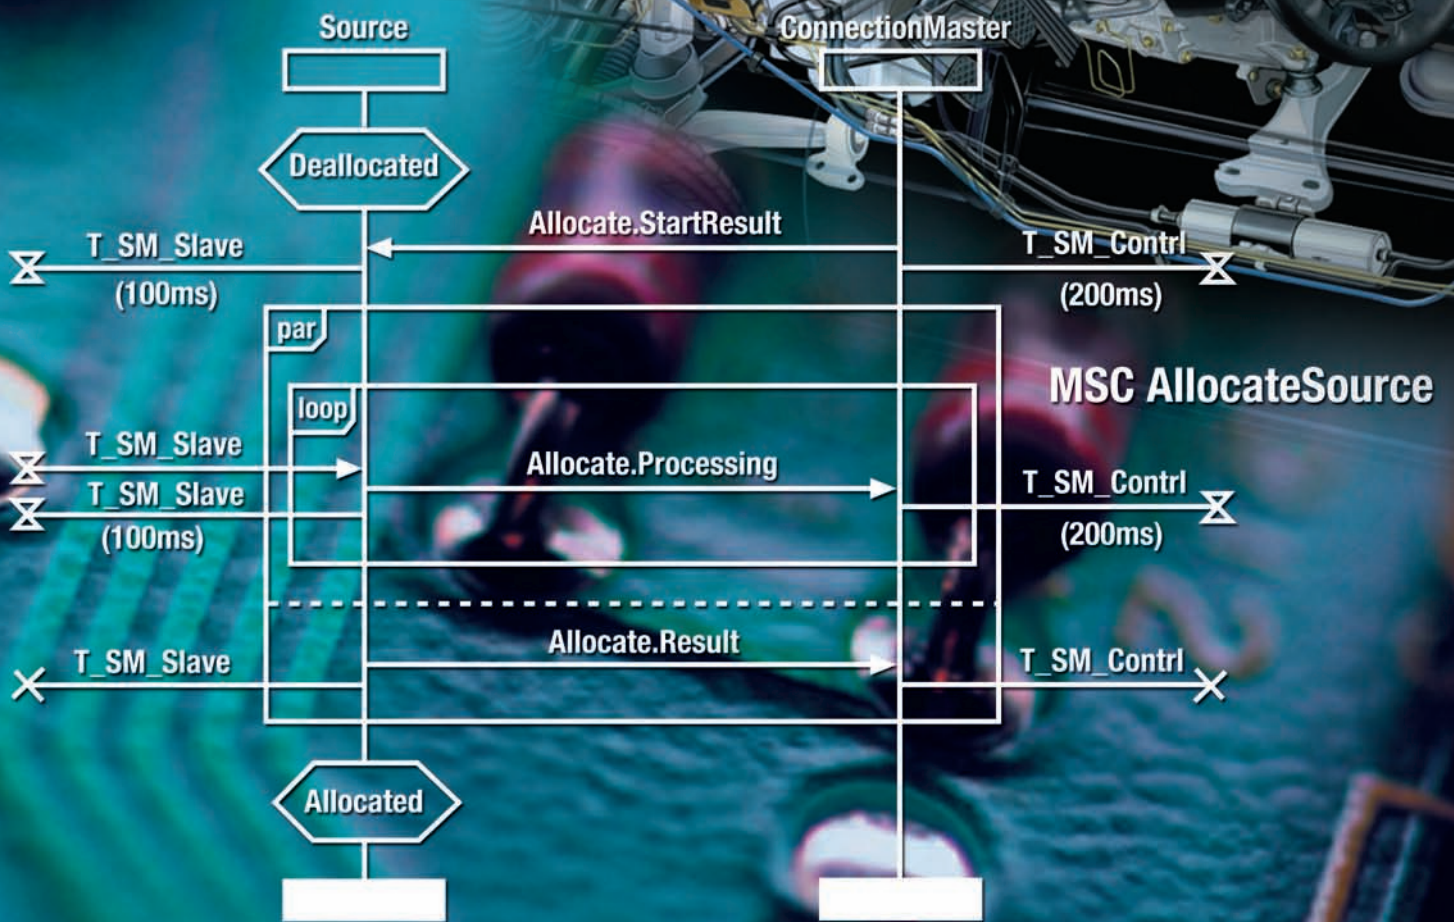 Source
ConnectionMaster
Deallocated
Allocate.StartResult
T_SM_Slave
(100ms)
T_SM_Contrl
(200ms)
par
MSC AllocateSource
loop
T_SM_Slave
Allocate.Processing
T_SM_Slave
(100ms)
T_SM_Contrl
(200ms)
Allocate.Result
T_SM_Slave
T_SM_Contrl
Allocated